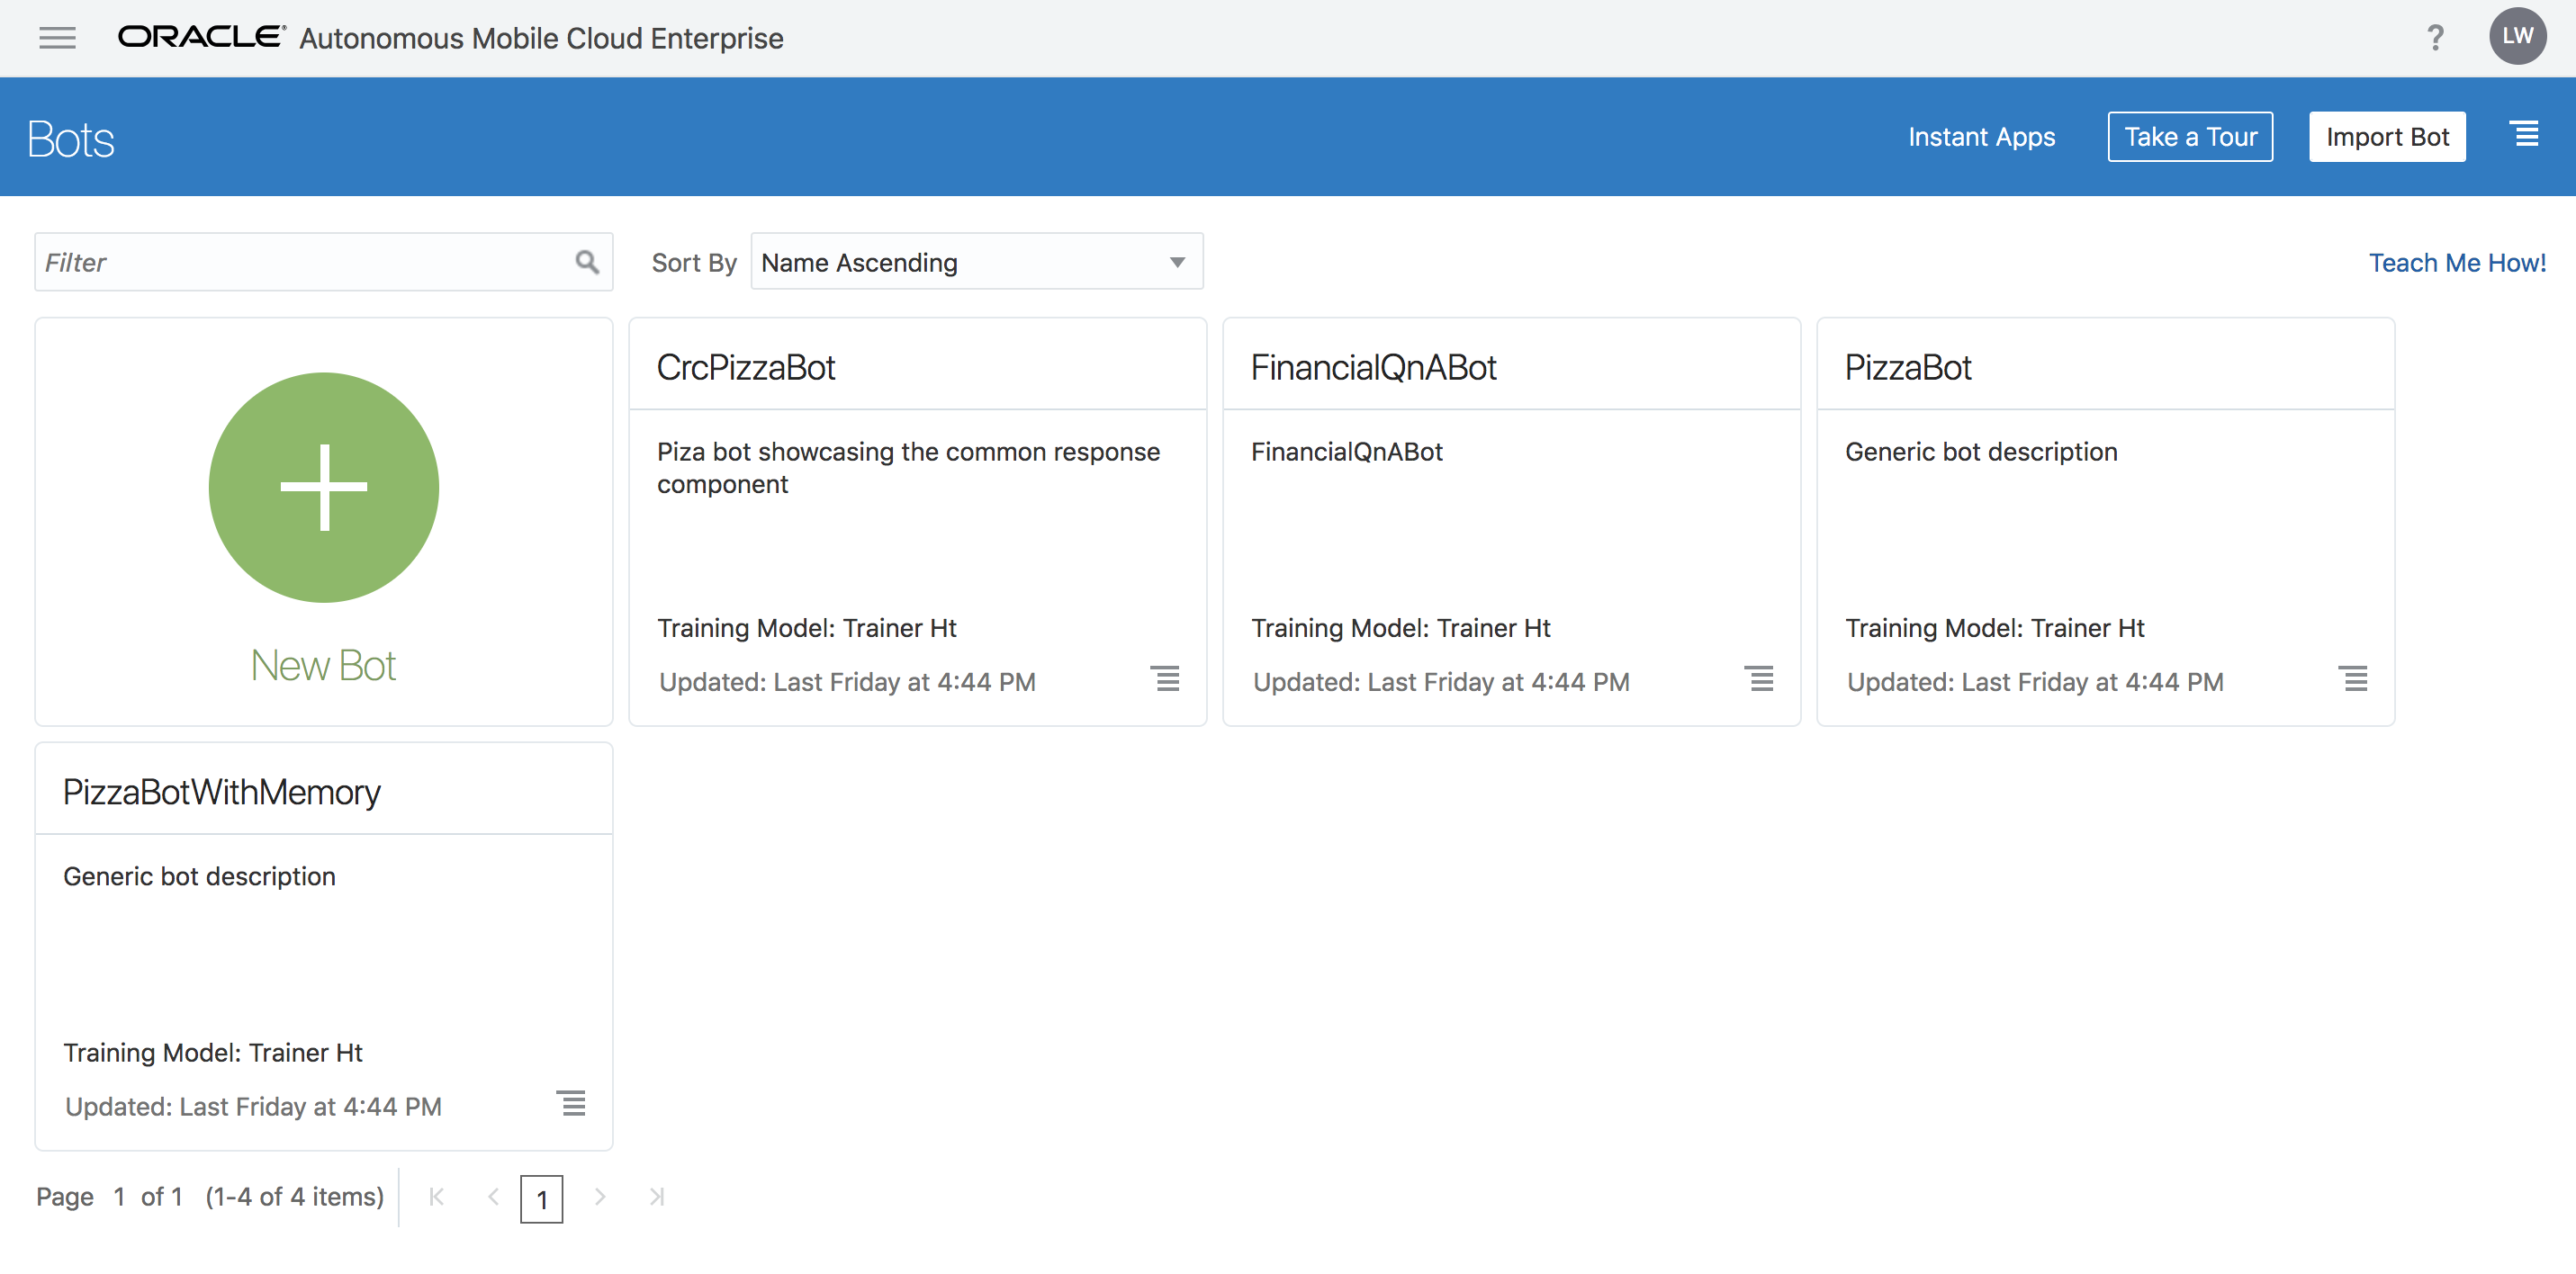 ORACLE® Autonomous Mobile Cloud Enterprise
?
LW
Bots
Instant Apps
Take a Tour
Import Bot
Filter
Sort By
Name Ascending
Teach Me How!
New Bot
CrcPizzaBot
Piza bot showcasing the common response
component
Training Model: Trainer Ht
Updated: Last Friday at 4:44 PM
FinancialQnABot
FinancialQnABot
Training Model: Trainer Ht
Updated: Last Friday at 4:44 PM
PizzaBot
Generic bot description
Training Model: Trainer Ht
Updated: Last Friday at 4:44 PM
PizzaBotWithMemory
Generic bot description
Training Model: Trainer Ht
Updated: Last Friday at 4:44 PM
Page 1 of 1 (1-4 of 4 items) 1